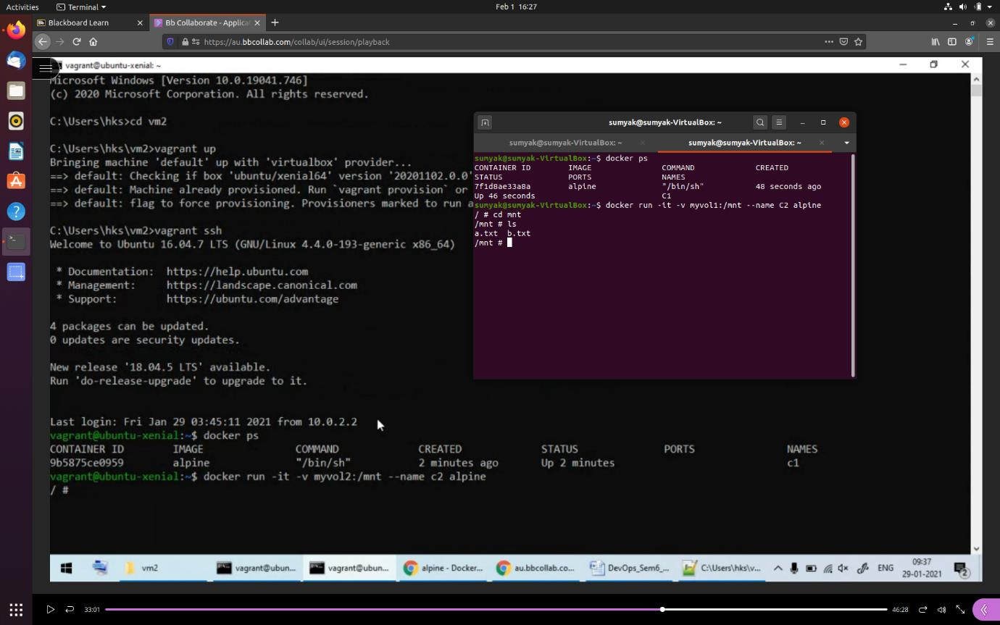 Activities
Terminal
Feb 1 16:27
Blackboard Learn
Bb Collaborate - Applica
https://au.bbcollab.com/collab/ui/session/playback
vagrant@ubuntu-xenial: ~
Microsoft Windows [Version 10.0.19041.746]
(c) 2020 Microsoft Corporation. All rights reserved.
C:\Users\hks>cd vm2
C:\Users\hks\vm2>vagrant up
Bringing machine 'default' up with 'virtualbox' provider...
==> default: Checking if box 'ubuntu/xenial64' version '20201102.0.0'
==> default: Machine already provisioned. Run `vagrant provision` or
==> default: flag to force provisioning. Provisioners marked to run a
C:\Users\hks\vm2>vagrant ssh
Welcome to Ubuntu 16.04.7 LTS (GNU/Linux 4.4.0-193-generic x86_64)
* Documentation: https://help.ubuntu.com
* Management: https://landscape.canonical.com
* Support: https://ubuntu.com/advantage
4 packages can be updated.
0 updates are security updates.
New release '18.04.5 LTS' available.
Run 'do-release-upgrade' to upgrade to it.
Last login: Fri Jan 29 03:45:11 2021 from 10.0.2.2
vagrant@ubuntu-xenial:~$ docker ps
CONTAINER ID IMAGE COMMAND CREATED STATUS PORTS NAMES
9b5875ce0959 alpine "/bin/sh" 2 minutes ago Up 2 minutes c1
vagrant@ubuntu-xenial:~$ docker run -it -v myvol2:/mnt --name c2 alpine
/ #
sumyak@sumyak-VirtualBox: ~
sumyak@sumyak-VirtualBox: ~
sumyak@sumyak-VirtualBox: ~
sumyak@sumyak-VirtualBox:~$ docker ps
CONTAINER ID IMAGE COMMAND CREATED
STATUS PORTS NAMES
7f1d8ae33a8a alpine "/bin/sh" 48 seconds ago
Up 46 seconds C1
sumyak@sumyak-VirtualBox:~$ docker run -it -v myvol1:/mnt --name C2 alpine
/ # cd mnt
/mnt # ls
a.txt b.txt
/mnt #
vm2
vagrant@ubun...
vagrant@ubun...
alpine - Docker...
au.bbcollab.co...
DevOps_Sem6_...
C:\Users\hks\v...
ENG
09:37
29-01-2021
2
33:01
46:28